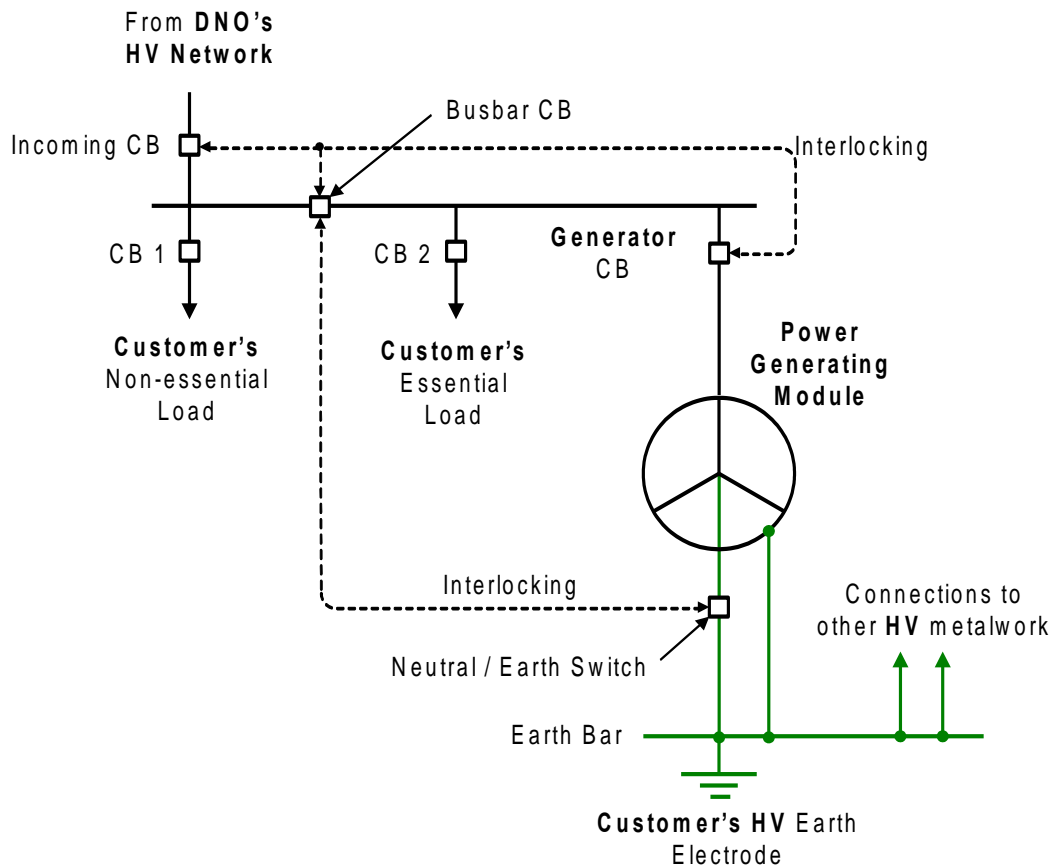 From DNO's
HV Network
Busbar CB
Incoming CB
Interlocking
CB 1
CB 2
Generator
CB
Customer's
Non-essential
Load
Customer's
Essential
Load
Power
Generating
Module
Interlocking
Connections to
other HV metalwork
Neutral / Earth Switch
Earth Bar
Customer's HV Earth
Electrode